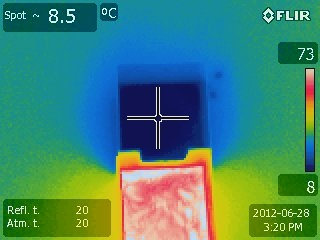 Spot ~ 8.5 °C
FLIR
73
8
Refl. t. 20
Atm. t. 20
2012-06-28
3:20 PM